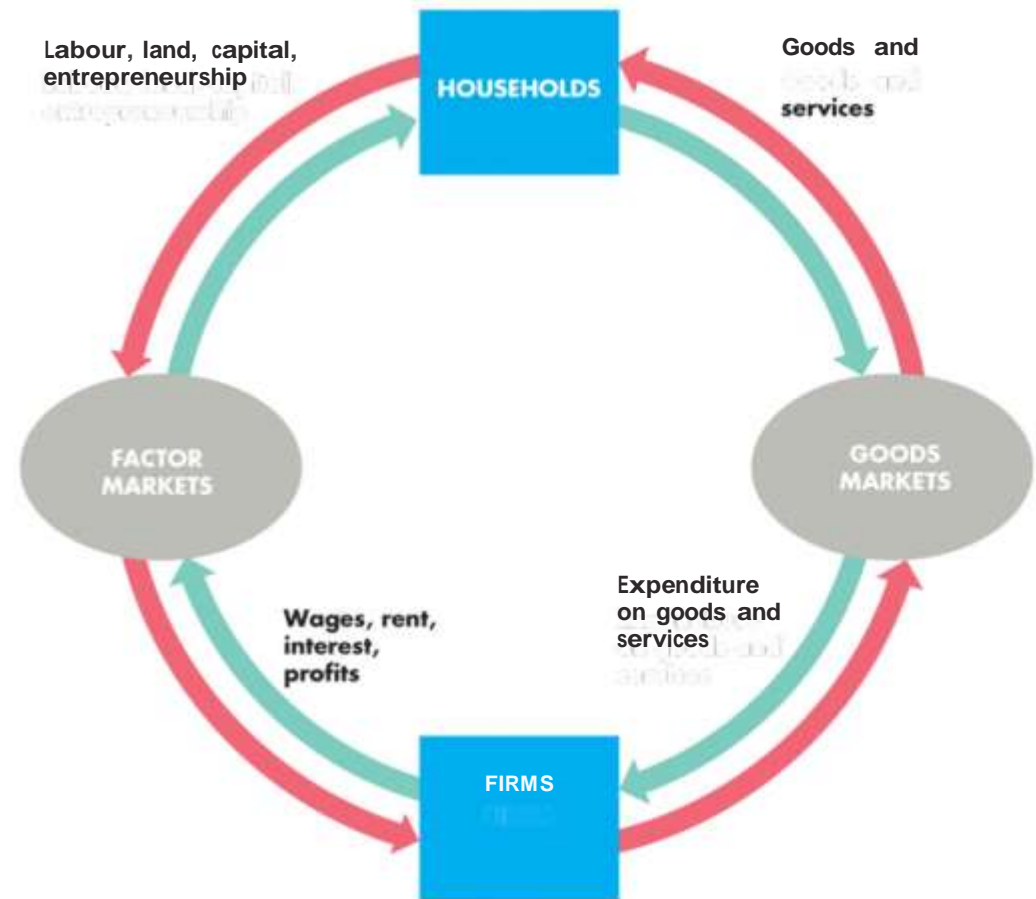 Labour, land, capital,
entrepreneurship
HOUSEHOLDS
Goods and
services
FACTOR
MARKETS
GOODS
MARKETS
Wages, rent,
interest,
profits
Expenditure
on goods and
services
FIRMS